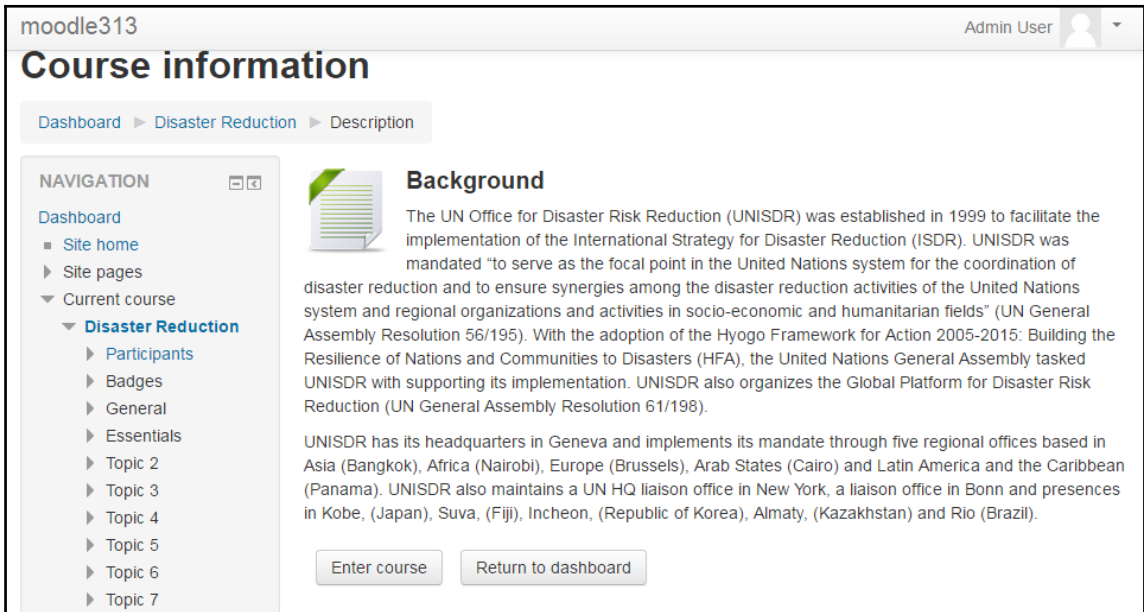 moodle313
Admin User
Course information
Dashboard
Disaster Reduction
Description
NAVIGATION
Dashboard
Site home
Site pages
Current course
Disaster Reduction
Participants
Badges
General
Essentials
Topic 2
Topic 3
Topic 4
Topic 5
Topic 6
Topic 7
Background
The UN Office for Disaster Risk Reduction (UNISDR) was established in 1999 to facilitate the
implementation of the International Strategy for Disaster Reduction (ISDR). UNISDR was
mandated “to serve as the focal point in the United Nations system for the coordination of
disaster reduction and to ensure synergies among the disaster reduction activities of the United Nations
system and regional organizations and activities in socio-economic and humanitarian fields” (UN General
Assembly Resolution 56/195). With the adoption of the Hyogo Framework for Action 2005-2015: Building the
Resilience of Nations and Communities to Disasters (HFA), the United Nations General Assembly tasked
UNISDR with supporting its implementation. UNISDR also organizes the Global Platform for Disaster Risk
Reduction (UN General Assembly Resolution 61/198).
UNISDR has its headquarters in Geneva and implements its mandate through five regional offices based in
Asia (Bangkok), Africa (Nairobi), Europe (Brussels), Arab States (Cairo) and Latin America and the Caribbean
(Panama). UNISDR also maintains a UN HQ liaison office in New York, a liaison office in Bonn and presences
in Kobe, (Japan), Suva, (Fiji), Incheon, (Republic of Korea), Almaty, (Kazakhstan) and Rio (Brazil).
Enter course
Return to dashboard